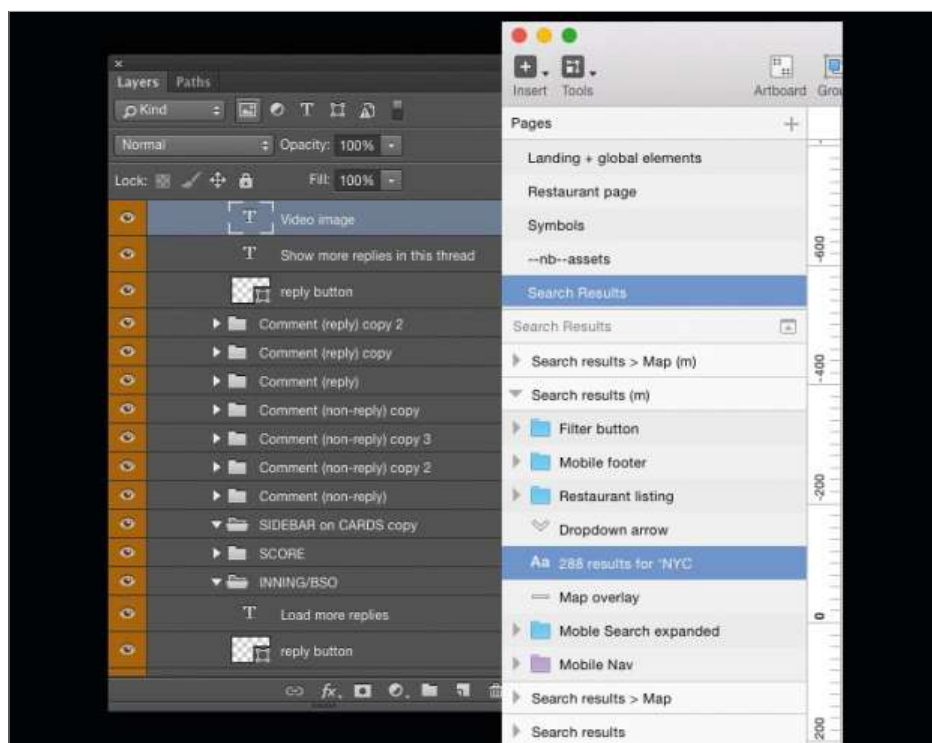 Layers Paths
Kind
Normal Opacity: 100%
Lock: Fill: 100%
T Video image
T Show more replies in this thread
reply button
Comment (reply) copy 2
Comment (reply) copy
Comment (reply)
Comment (non-reply) copy
Comment (non-reply) copy 3
Comment (non-reply) copy 2
Comment (non-reply)
SIDEBAR on CARDS copy
SCORE
INNING/BSO
T Load more replies
reply button
fx
Insert Tools Artboard Grou
Pages
Landing + global elements
Restaurant page
Symbols
--nb--assets
Search Results
Search Results
Search results > Map (m)
Search results (m)
Filter button
Mobile footer
Restaurant listing
Dropdown arrow
Aa 288 results for "NYC
Map overlay
Moble Search expanded
Mobile Nav
Search results > Map
Search results
-600
-400
-200
0
200